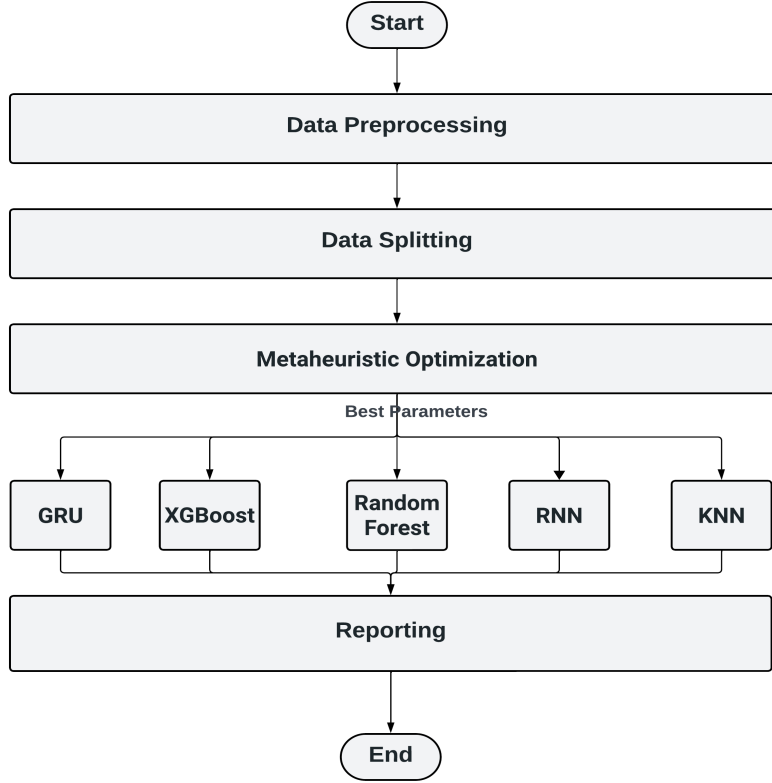 Start
Data Preprocessing
Data Splitting
Metaheuristic Optimization
Best Parameters
GRU
XGBoost
Random
Forest
RNN
KNN
Reporting
End